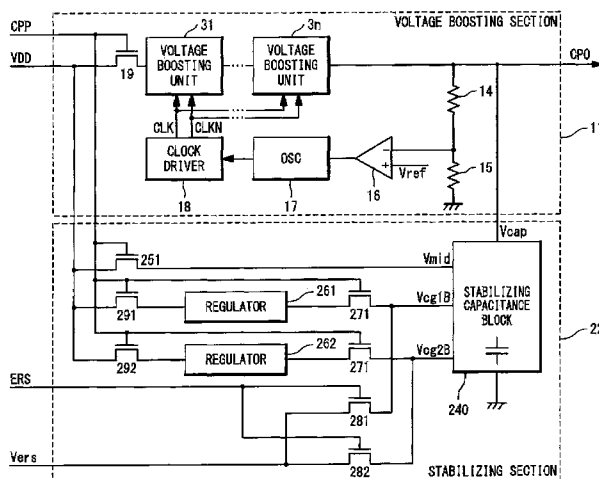 CPP
31
3n
VOLTAGE BOOSTING SECTION
VDD
19
VOLTAGE
BOOSTING
UNIT
VOLTAGE
BOOSTING
UNIT
CPO
14
CLK
CLKN
11
CLOCK
DRIVER
OSC
Vref
15
18
17
16
Vcap
251
Vmid
291
REGULATOR
261
271
Vcg1B
STABILIZING
CAPACITANCE
BLOCK
292
REGULATOR
262
271
Vcg2B
22
ERS
240
281
Vers
282
STABILIZING SECTION